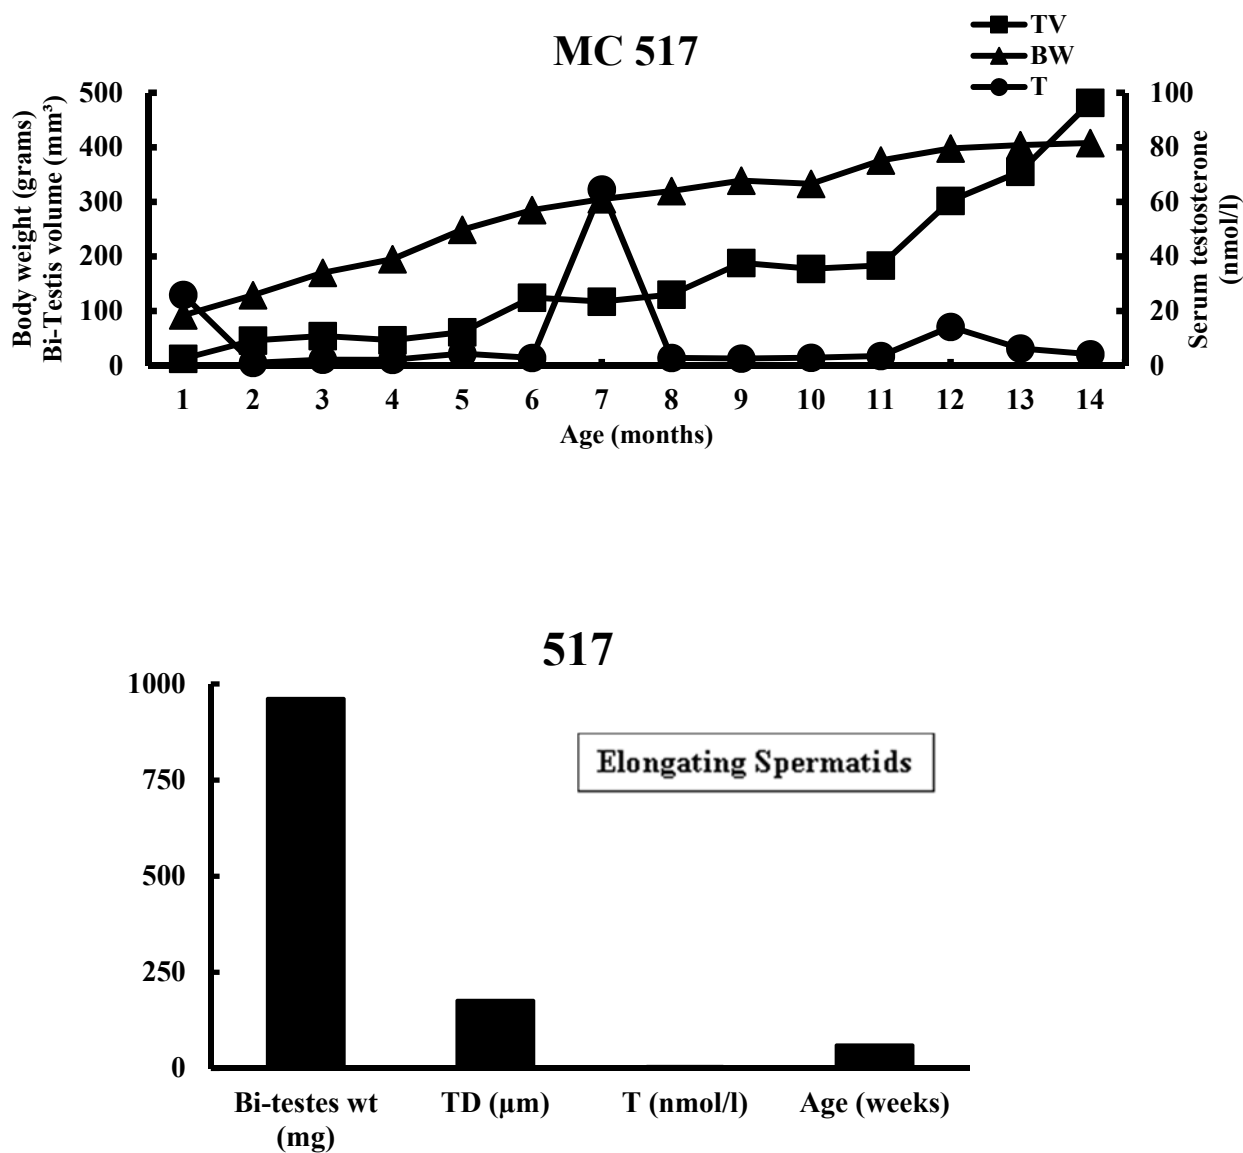 MC 517
TV
BW
T
Body weight (grams)
Bi-Testis volume (mm³)
500
400
300
200
100
0
100
80
60
40
20
0
Serum testosterone
(nmol/l)
1 2 3 4 5 6 7 8 9 10 11 12 13 14
Age (months)
517
Elongating Spermatids
1000
750
500
250
0
Bi-testes wt
(mg)
TD (µm)
T (nmol/l)
Age (weeks)